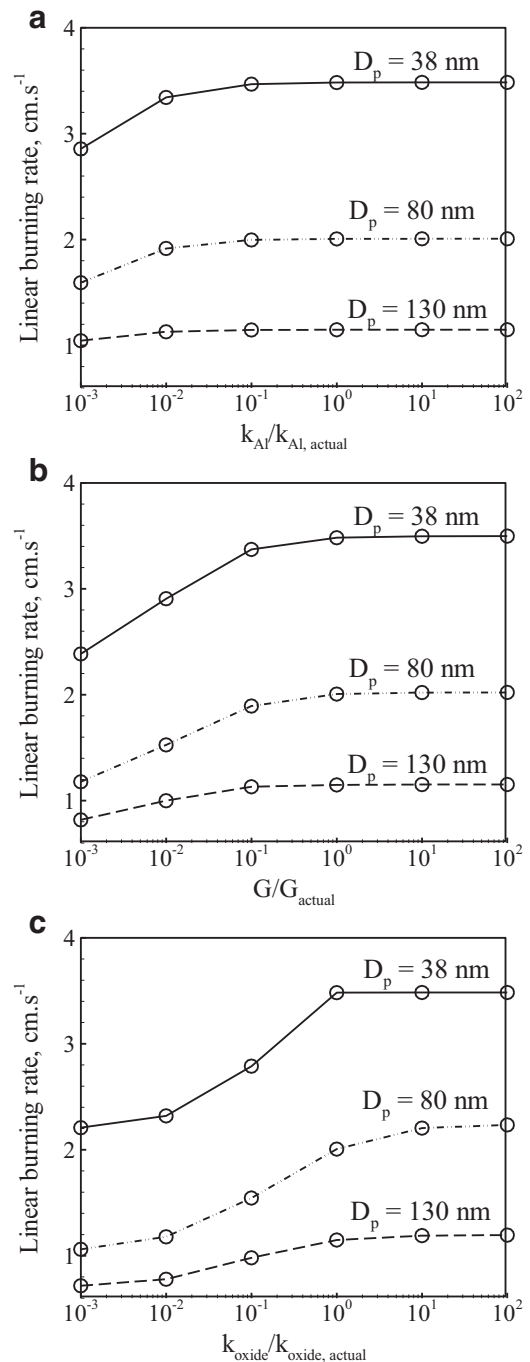 a
4
D_p = 38 nm
3
D_p = 80 nm
2
D_p = 130 nm
1
Linear burning rate, cm.s^-1
10^-3 10^-2 10^-1 10^0 10^1 10^2
k_Al/k_Al, actual
b
4
D_p = 38 nm
3
D_p = 80 nm
2
D_p = 130 nm
1
Linear burning rate, cm.s^-1
10^-3 10^-2 10^-1 10^0 10^1 10^2
G/G_actual
c
4
D_p = 38 nm
3
D_p = 80 nm
2
D_p = 130 nm
1
Linear burning rate, cm.s^-1
10^-3 10^-2 10^-1 10^0 10^1 10^2
k_oxide/k_oxide, actual